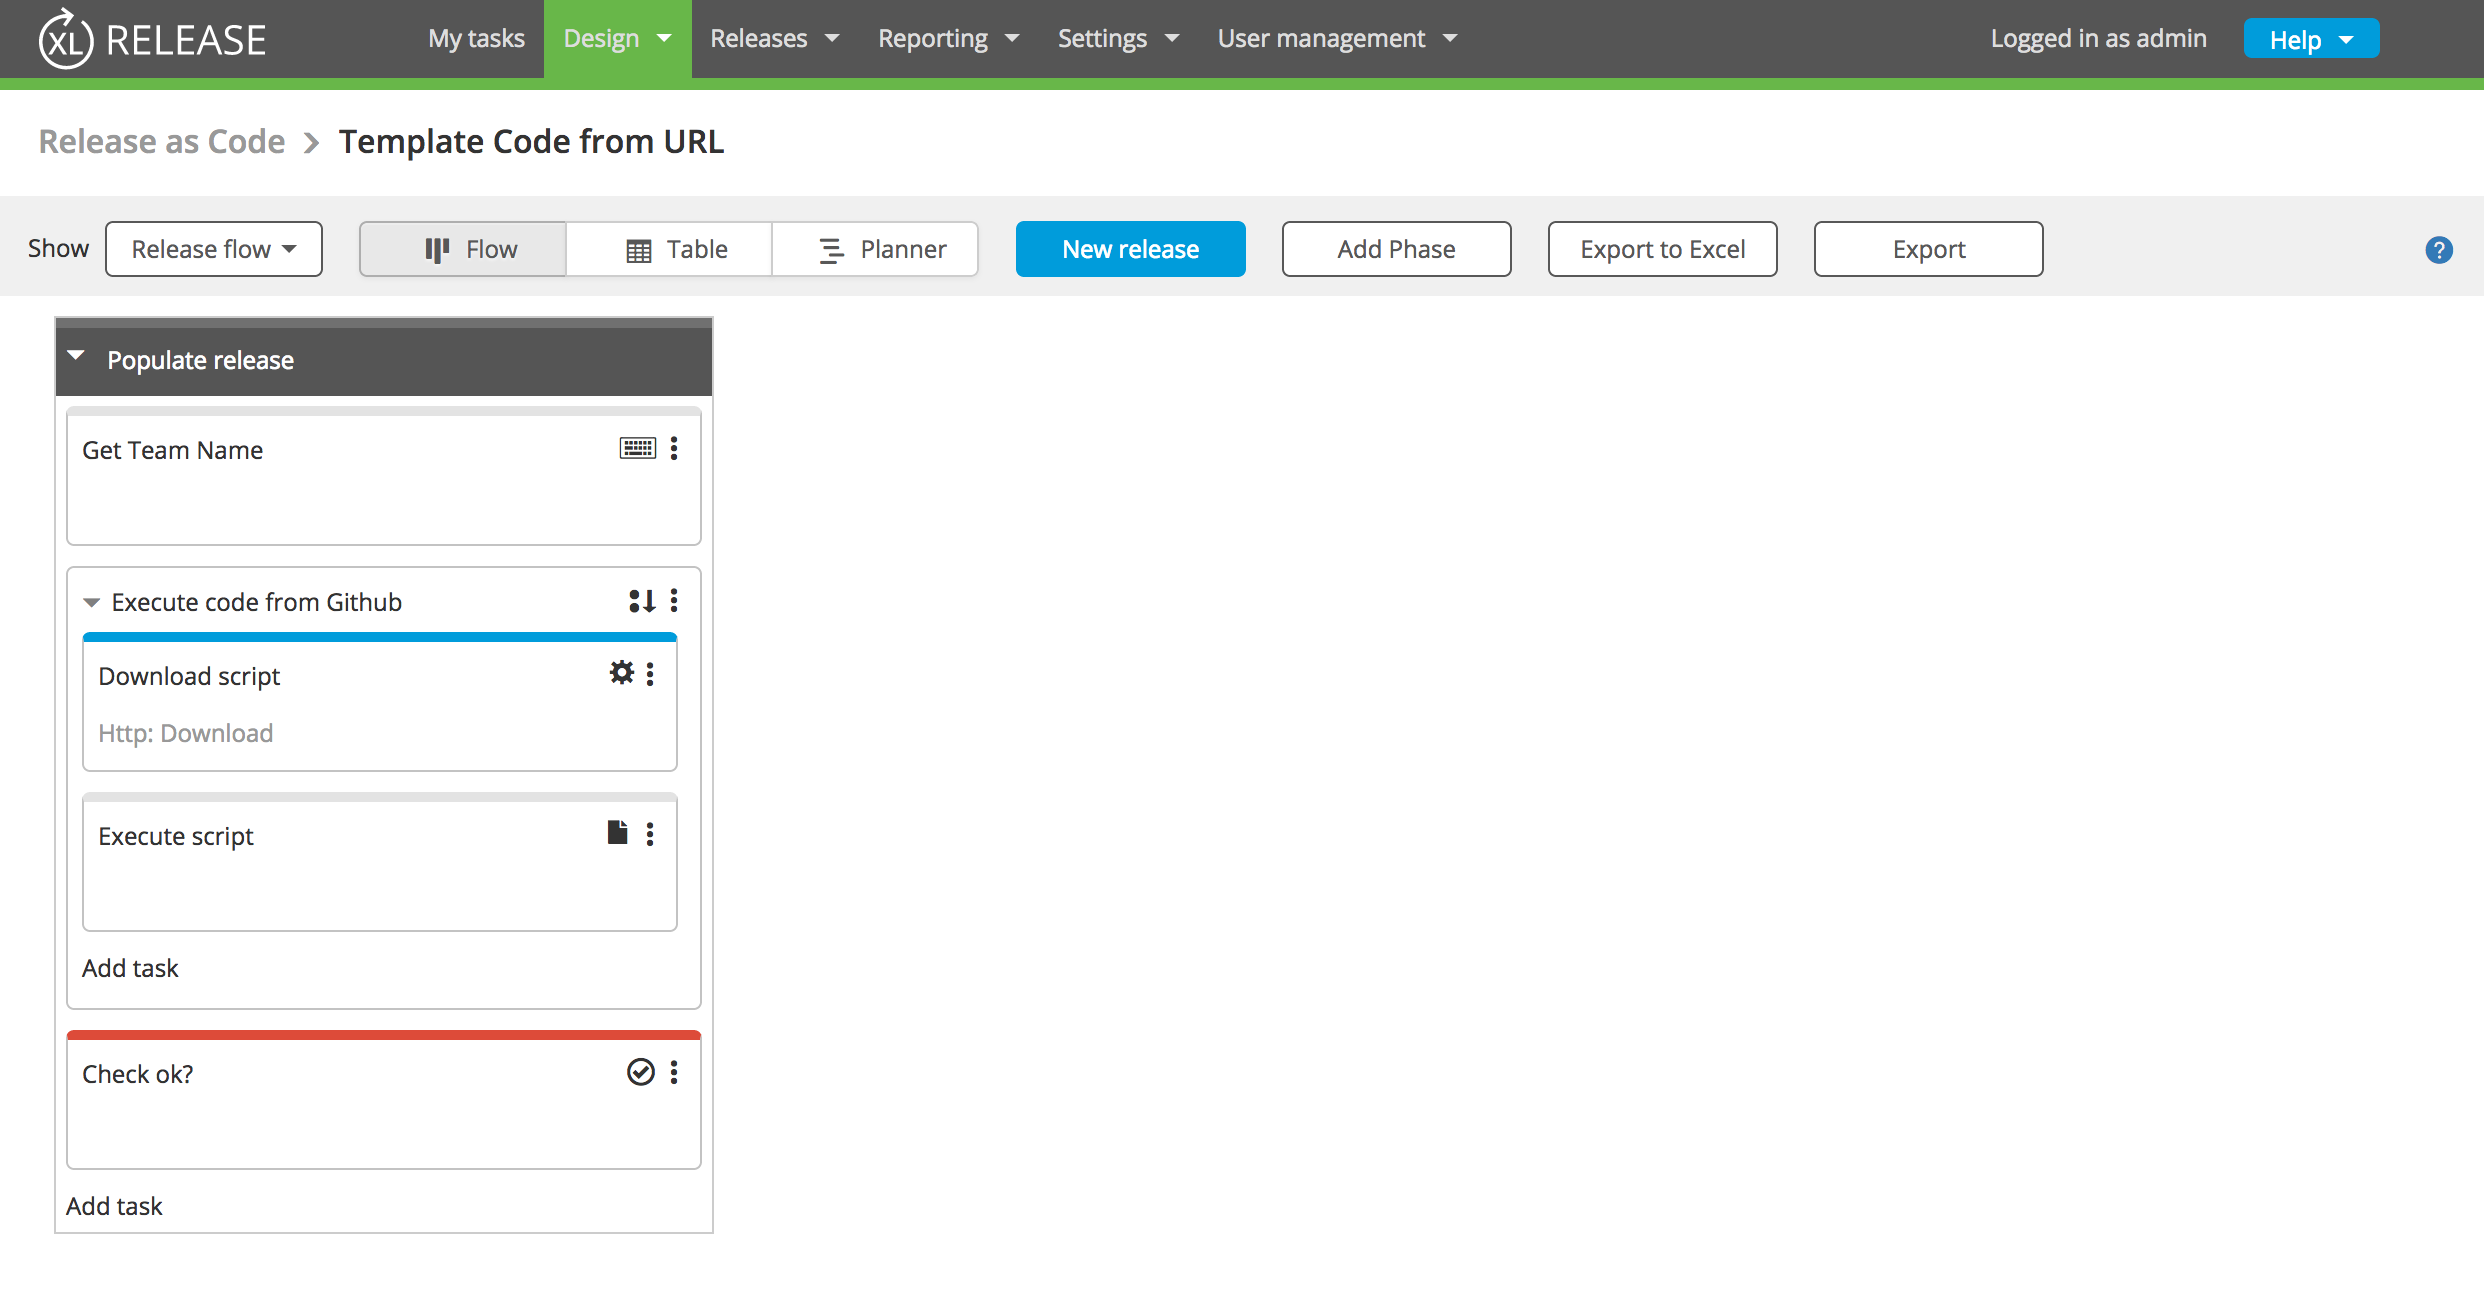 XL RELEASE My tasks Design Releases Reporting Settings User management Logged in as admin Help
Release as Code > Template Code from URL
Show Release flow Flow Table Planner New release Add Phase Export to Excel Export ?
Populate release
Get Team Name
Execute code from Github
Download script
Http: Download
Execute script
Add task
Check ok?
Add task